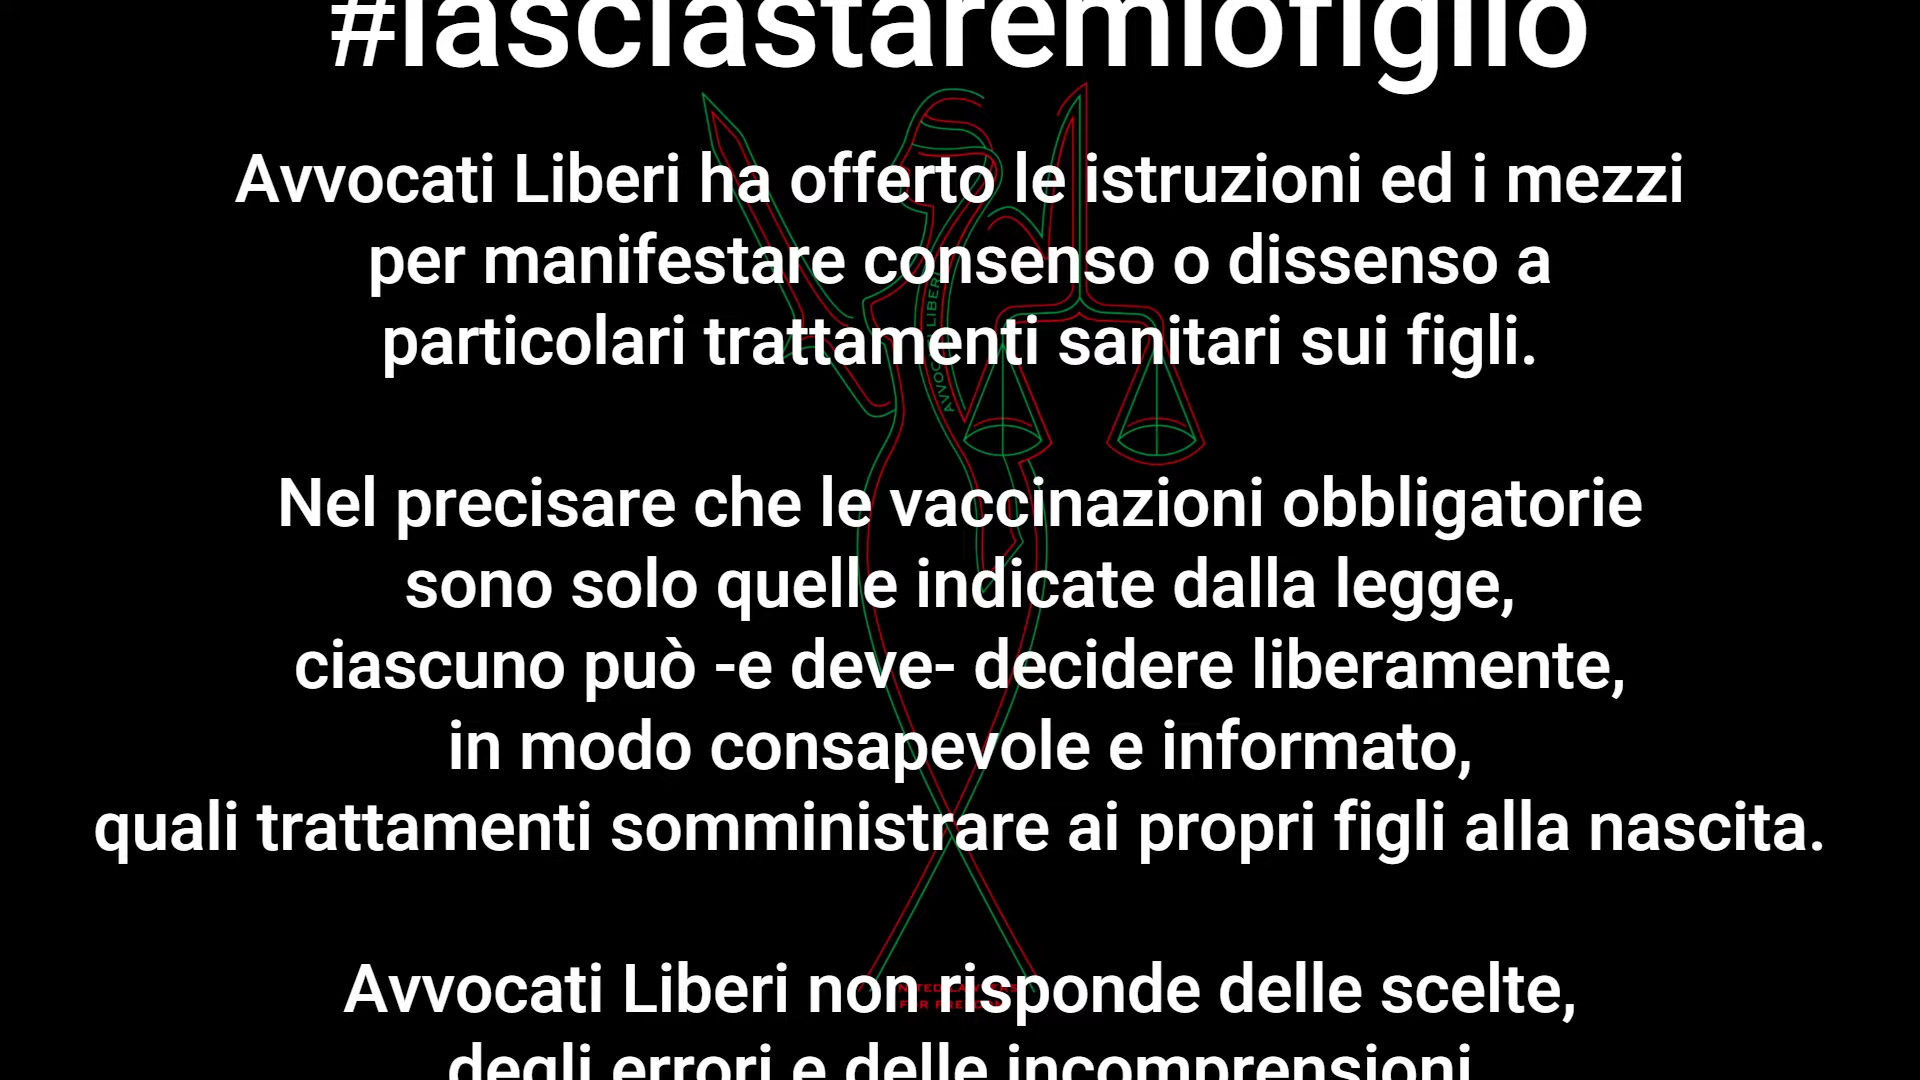 #lasciastaremiofiglio
Avvocati Liberi ha offerto le istruzioni ed i mezzi
per manifestare consenso o dissenso a
particolari trattamenti sanitari sui figli.
Nel precisare che le vaccinazioni obbligatorie
sono solo quelle indicate dalla legge,
ciascuno può -e deve- decidere liberamente,
in modo consapevole e informato,
quali trattamenti somministrare ai propri figli alla nascita.
Avvocati Liberi non risponde delle scelte,
degli errori e delle incomprensioni
AVVOCATI LIBERI